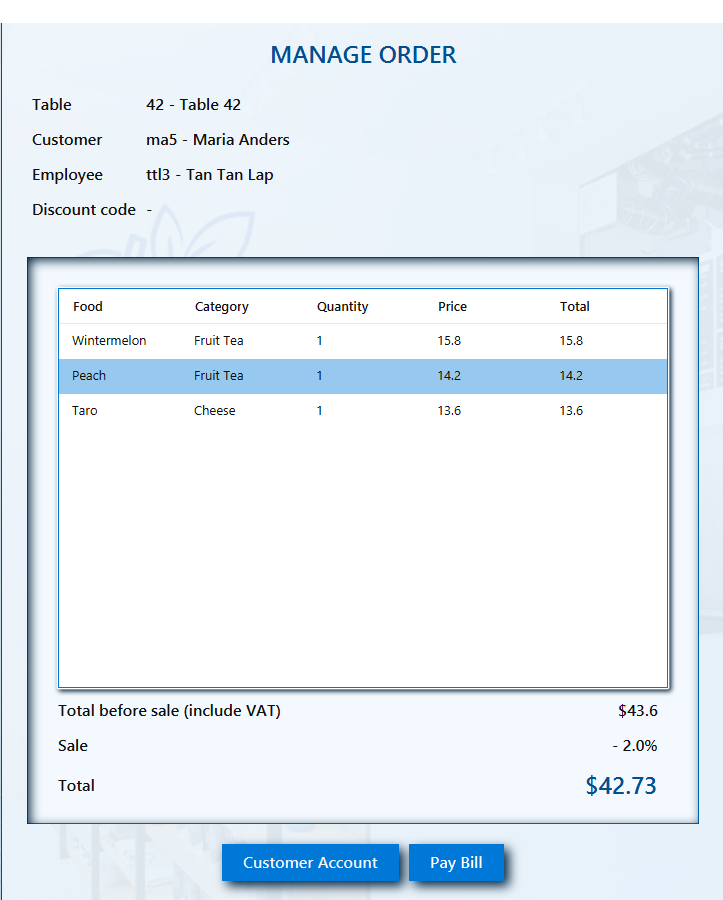 MANAGE ORDER
Table 42 - Table 42
Customer ma5 - Maria Anders
Employee ttl3 - Tan Tan Lap
Discount code -
Food Category Quantity Price Total
Wintermelon Fruit Tea 1 15.8 15.8
Peach Fruit Tea 1 14.2 14.2
Taro Cheese 1 13.6 13.6
Total before sale (include VAT) $43.6
Sale - 2.0%
Total $42.73
Customer Account Pay Bill